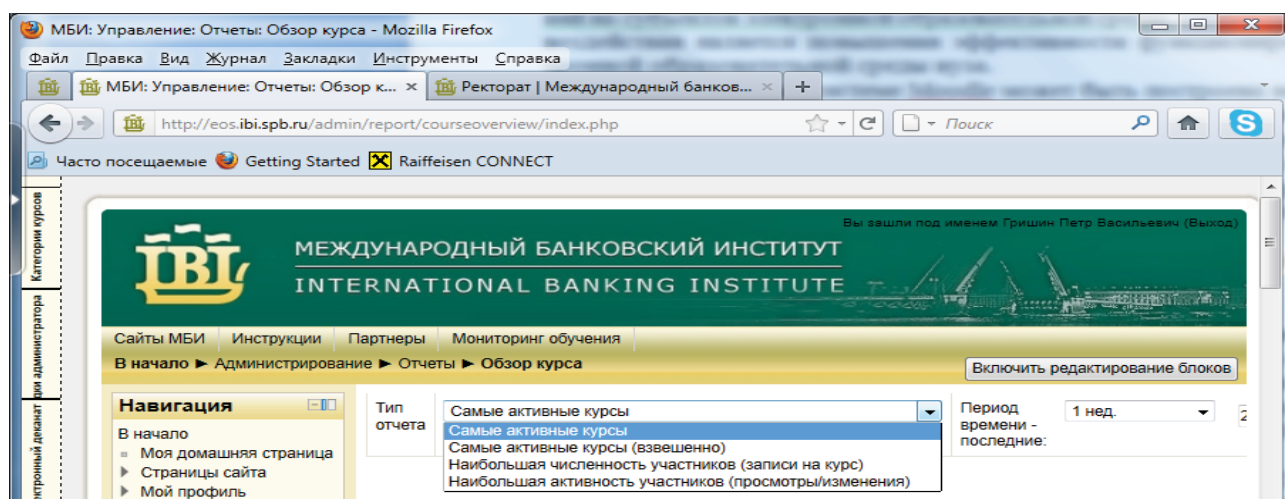 МБИ: Управление: Отчеты: Обзор курса - Mozilla Firefox
Файл Правка Вид Журнал Закладки Инструменты Справка
МБИ: Управление: Отчеты: Обзор к... × Ректорат | Международный банков... × +
http://eos.ibi.spb.ru/admin/report/courseoverview/index.php
Поиск
Часто посещаемые Getting Started Raiffeisen CONNECT
Категории курсов
администратора
деканат
Вы зашли под именем Гришин Петр Васильевич (Выход)
IBI
МЕЖДУНАРОДНЫЙ БАНКОВСКИЙ ИНСТИТУТ
INTERNATIONAL BANKING INSTITUTE
Сайты МБИ Инструкции Партнеры Мониторинг обучения
В начало ► Администрирование ► Отчеты ► Обзор курса
Включить редактирование блоков
Навигация
В начало
Моя домашняя страница
Страницы сайта
Мой профиль
Тип отчета
Самые активные курсы
Самые активные курсы
Самые активные курсы (взвешенно)
Наибольшая численность участников (записи на курс)
Наибольшая активность участников (просмотры/изменения)
Период
времени -
последние:
1 нед.